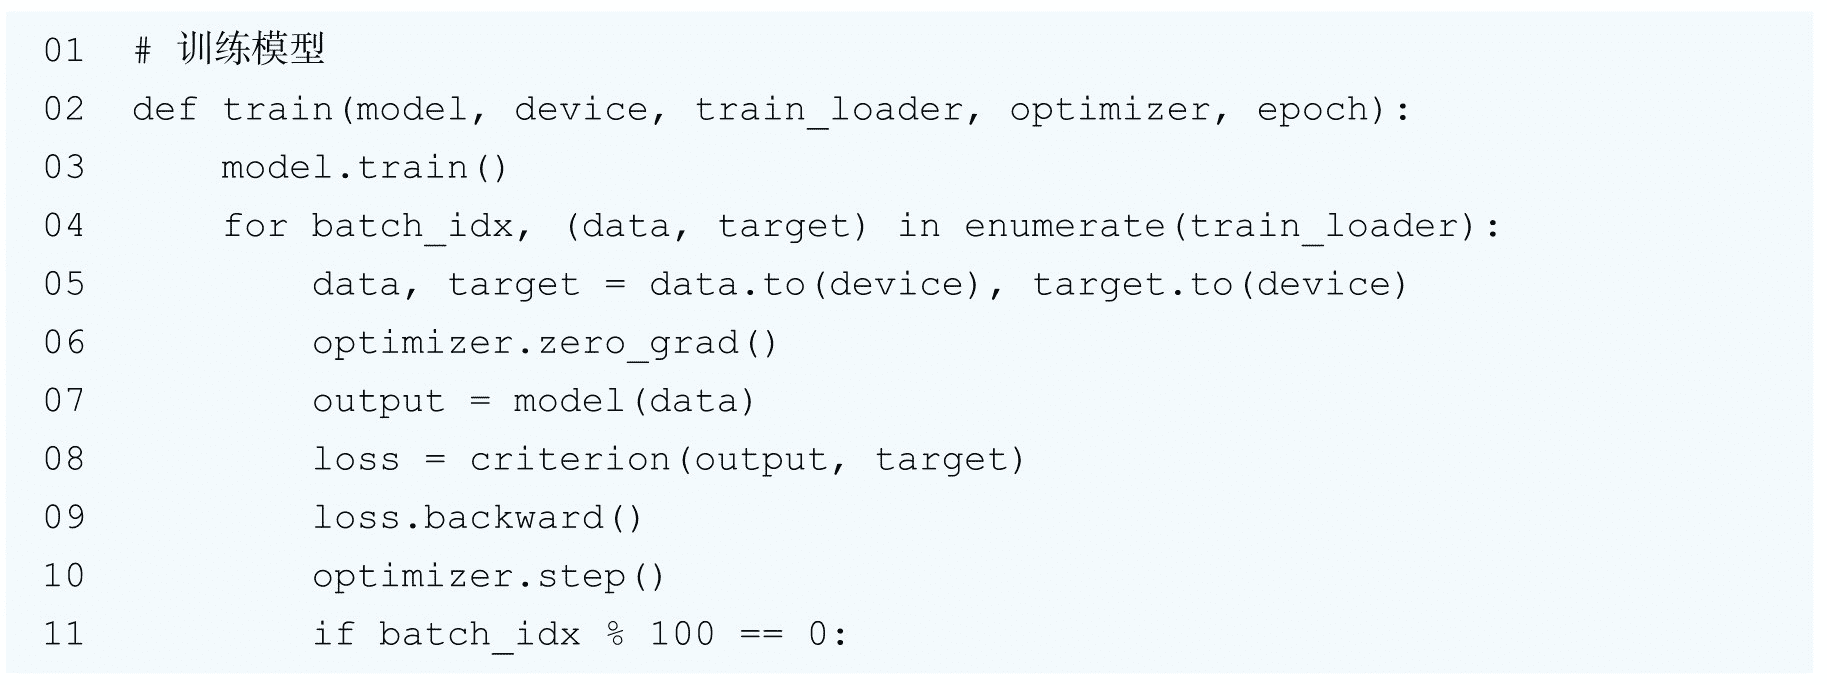 01 # 训练模型
02 def train(model, device, train_loader, optimizer, epoch):
03     model.train()
04     for batch_idx, (data, target) in enumerate(train_loader):
05         data, target = data.to(device), target.to(device)
06         optimizer.zero_grad()
07         output = model(data)
08         loss = criterion(output, target)
09         loss.backward()
10         optimizer.step()
11         if batch_idx % 100 == 0: